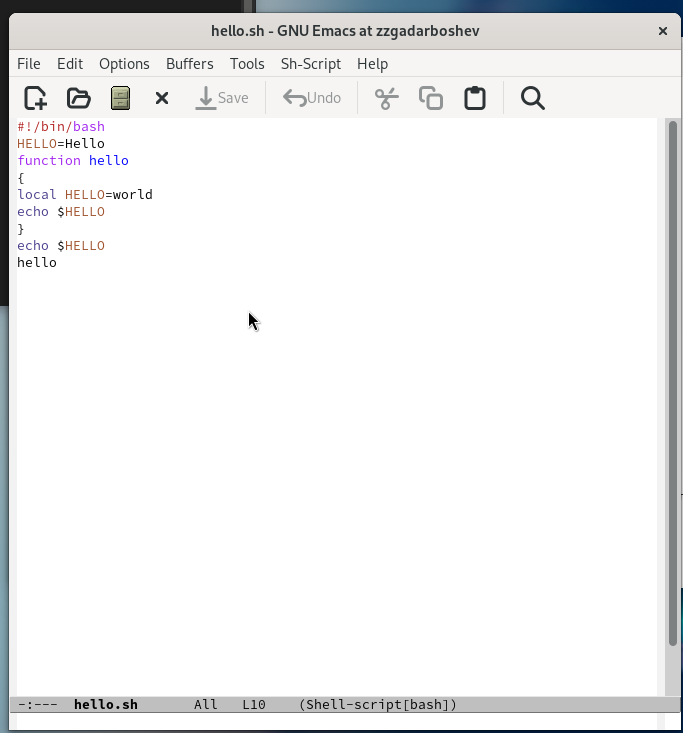 hello.sh - GNU Emacs at zzgadarboshev ×
File Edit Options Buffers Tools Sh-Script Help
Save Undo
#!/bin/bash
HELLO=Hello
function hello
{
local HELLO=world
echo $HELLO
}
echo $HELLO
hello
-:--- hello.sh All L10 (Shell-script[bash])